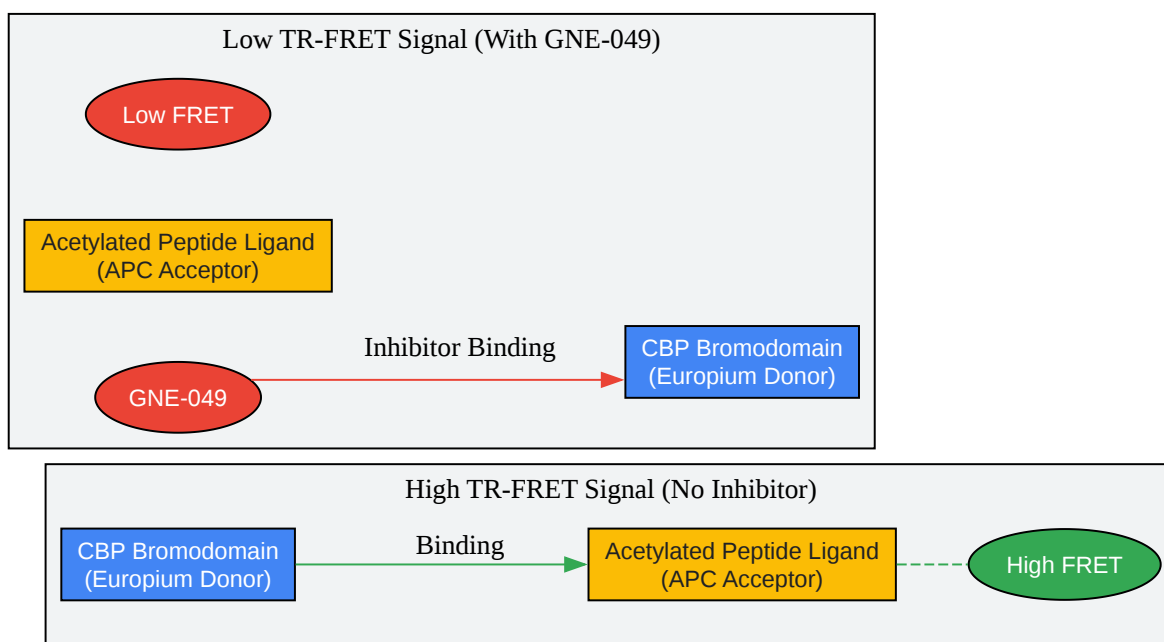 Low TR-FRET Signal (With GNE-049)
Low FRET
Acetylated Peptide Ligand
(APC Acceptor)
Inhibitor Binding
CBP Bromodomain
(Europium Donor)
GNE-049
High TR-FRET Signal (No Inhibitor)
CBP Bromodomain
(Europium Donor)
Binding
Acetylated Peptide Ligand
(APC Acceptor)
High FRET